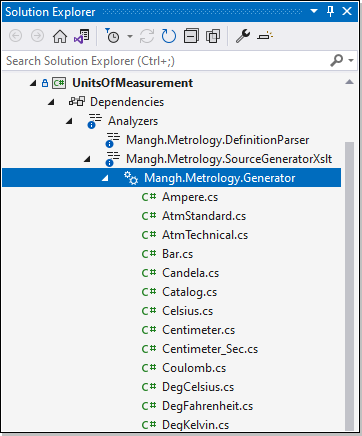 Solution Explorer
Search Solution Explorer (Ctrl+;)
C# UnitsOfMeasurement
Dependencies
Analyzers
Mangh.Metrology.DefinitionParser
Mangh.Metrology.SourceGeneratorXslt
Mangh.Metrology.Generator
C# Ampere.cs
C# AtmStandard.cs
C# AtmTechnical.cs
C# Bar.cs
C# Candela.cs
C# Catalog.cs
C# Celsius.cs
C# Centimeter.cs
C# Centimeter_Sec.cs
C# Coulomb.cs
C# DegCelsius.cs
C# DegFahrenheit.cs
C# DegKelvin.cs